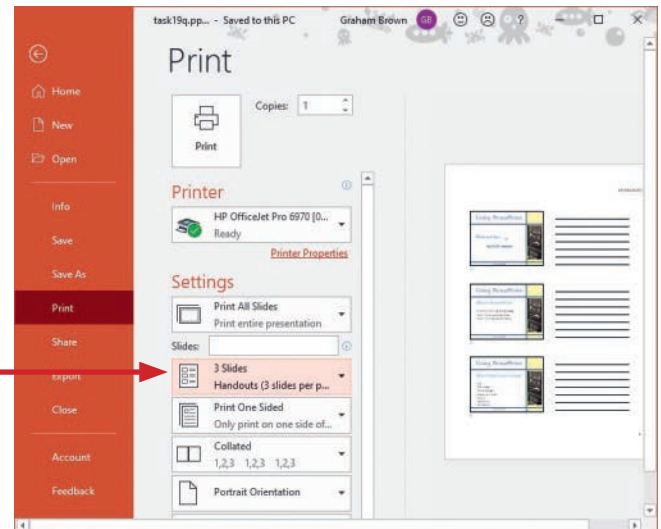 task19q.pp... - Saved to this PC
Graham Brown
GB
?
Print
Home
New
Open
Info
Save
Save As
Print
Share
Export
Close
Account
Feedback
Print
Copies: 1
Printer
HP OfficeJet Pro 6970 [0...
Ready
Printer Properties
Settings
Print All Slides
Print entire presentation
Slides:
3 Slides
Handouts (3 slides per p...
Print One Sided
Only print on one side of...
Collated
1,2,3 1,2,3 1,2,3
Portrait Orientation
Using PowerPoint
Using PowerPoint
Using PowerPoint